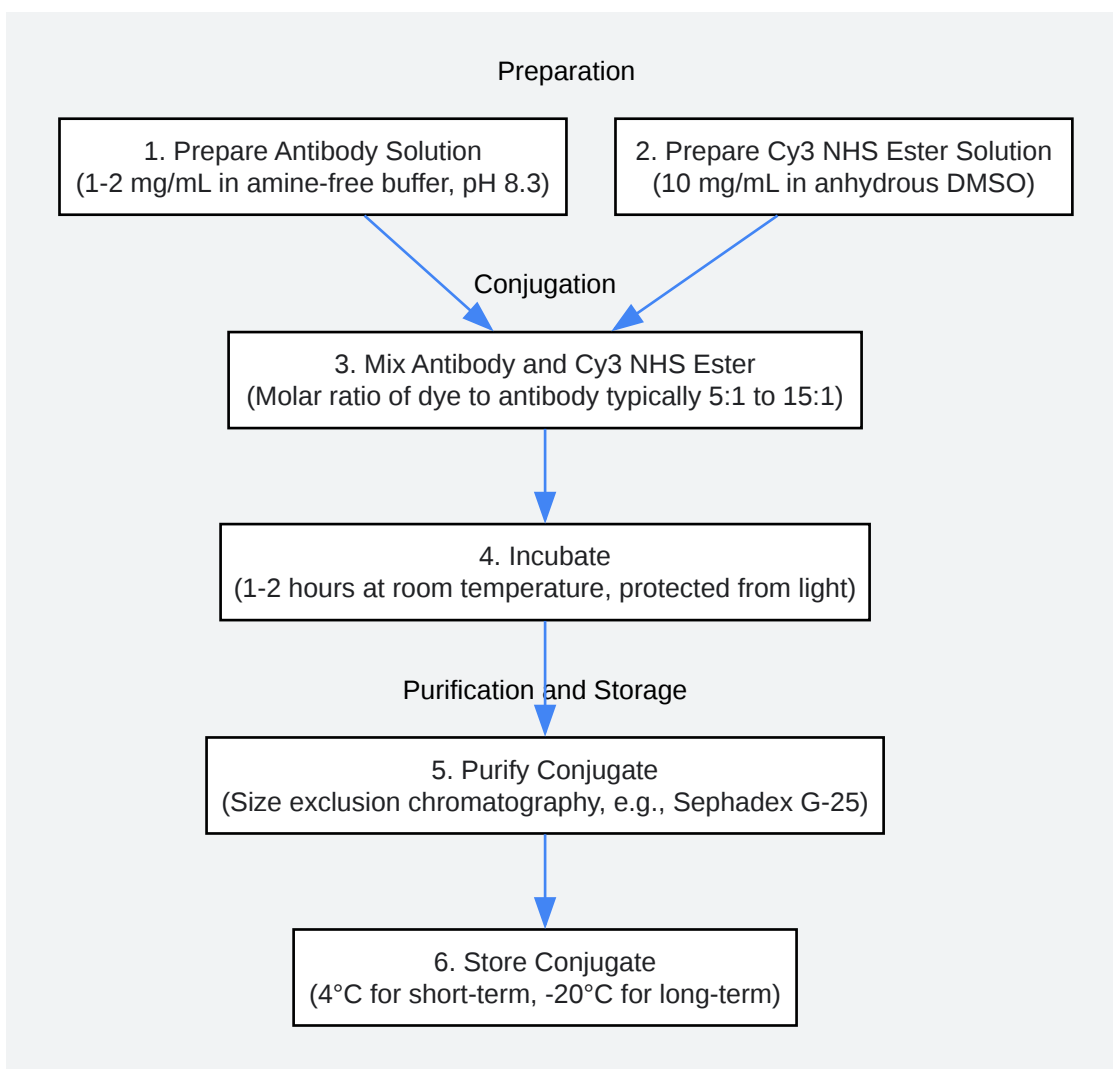 Preparation
1. Prepare Antibody Solution
(1-2 mg/mL in amine-free buffer, pH 8.3)
2. Prepare Cy3 NHS Ester Solution
(10 mg/mL in anhydrous DMSO)
Conjugation
3. Mix Antibody and Cy3 NHS Ester
(Molar ratio of dye to antibody typically 5:1 to 15:1)
4. Incubate
(1-2 hours at room temperature, protected from light)
Purification and Storage
5. Purify Conjugate
(Size exclusion chromatography, e.g., Sephadex G-25)
6. Store Conjugate
(4°C for short-term, -20°C for long-term)